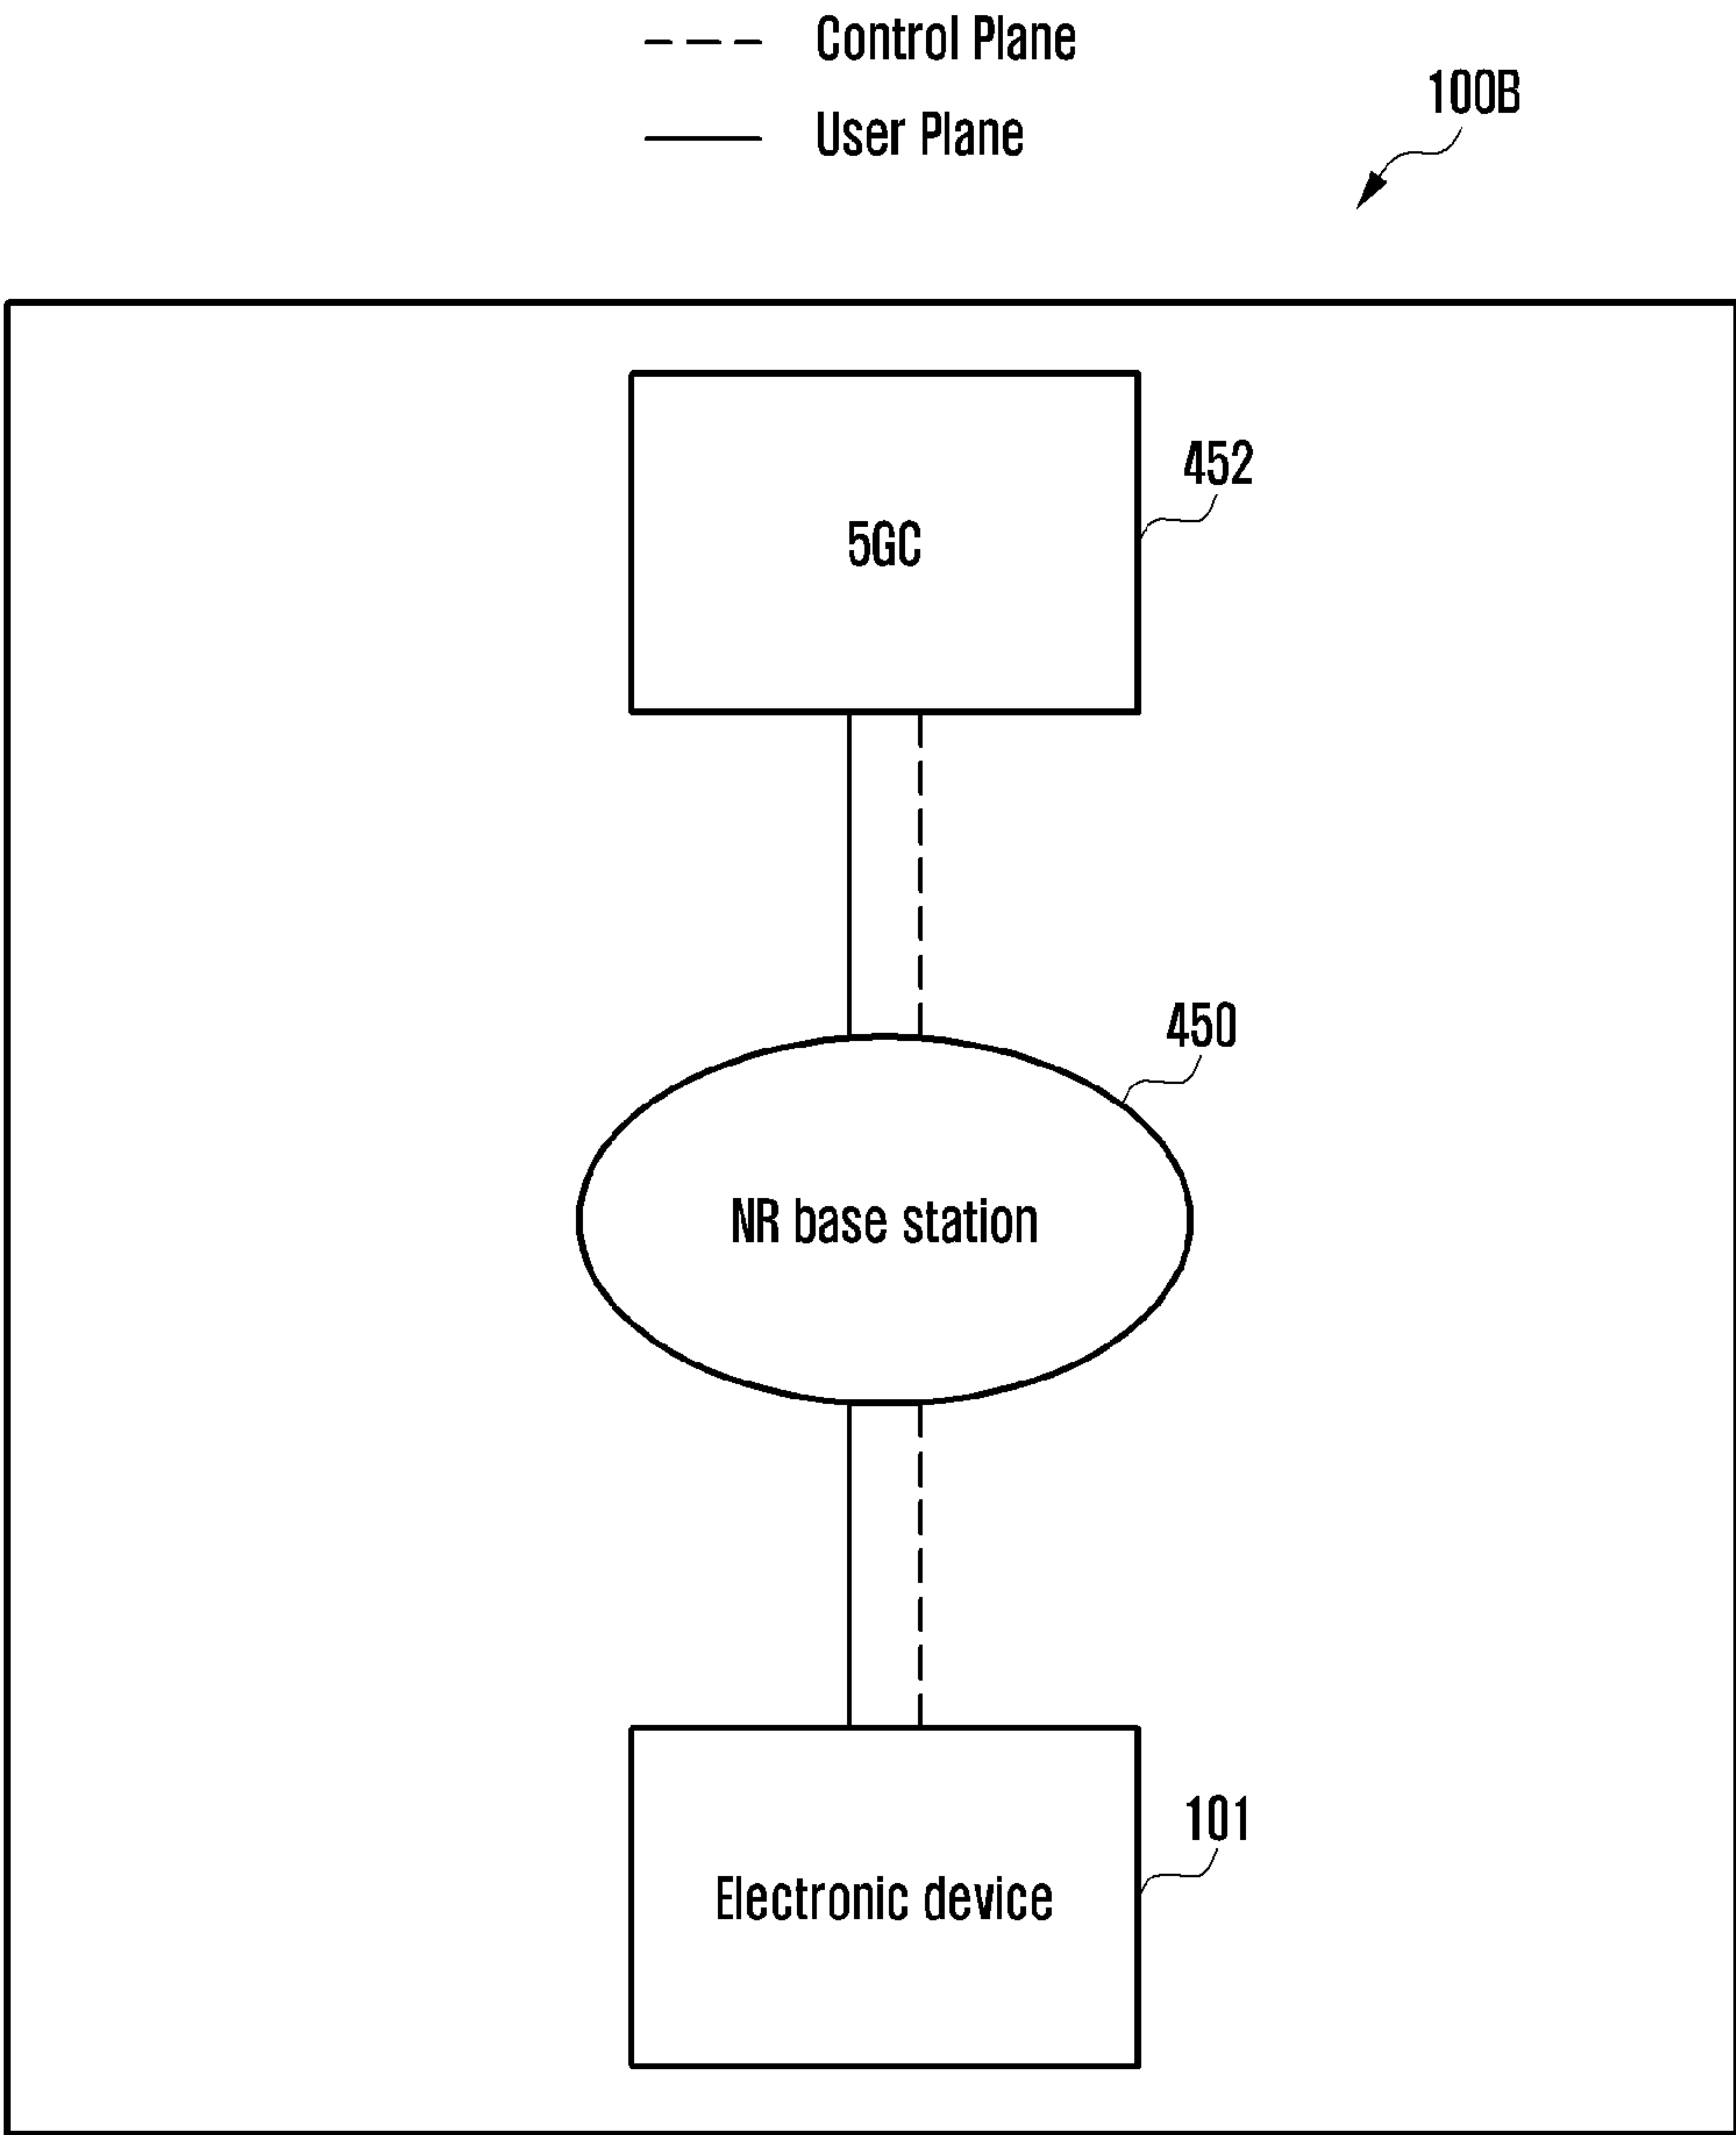 Control Plane
User Plane
100B
5GC
452
450
NR base station
101
Electronic device